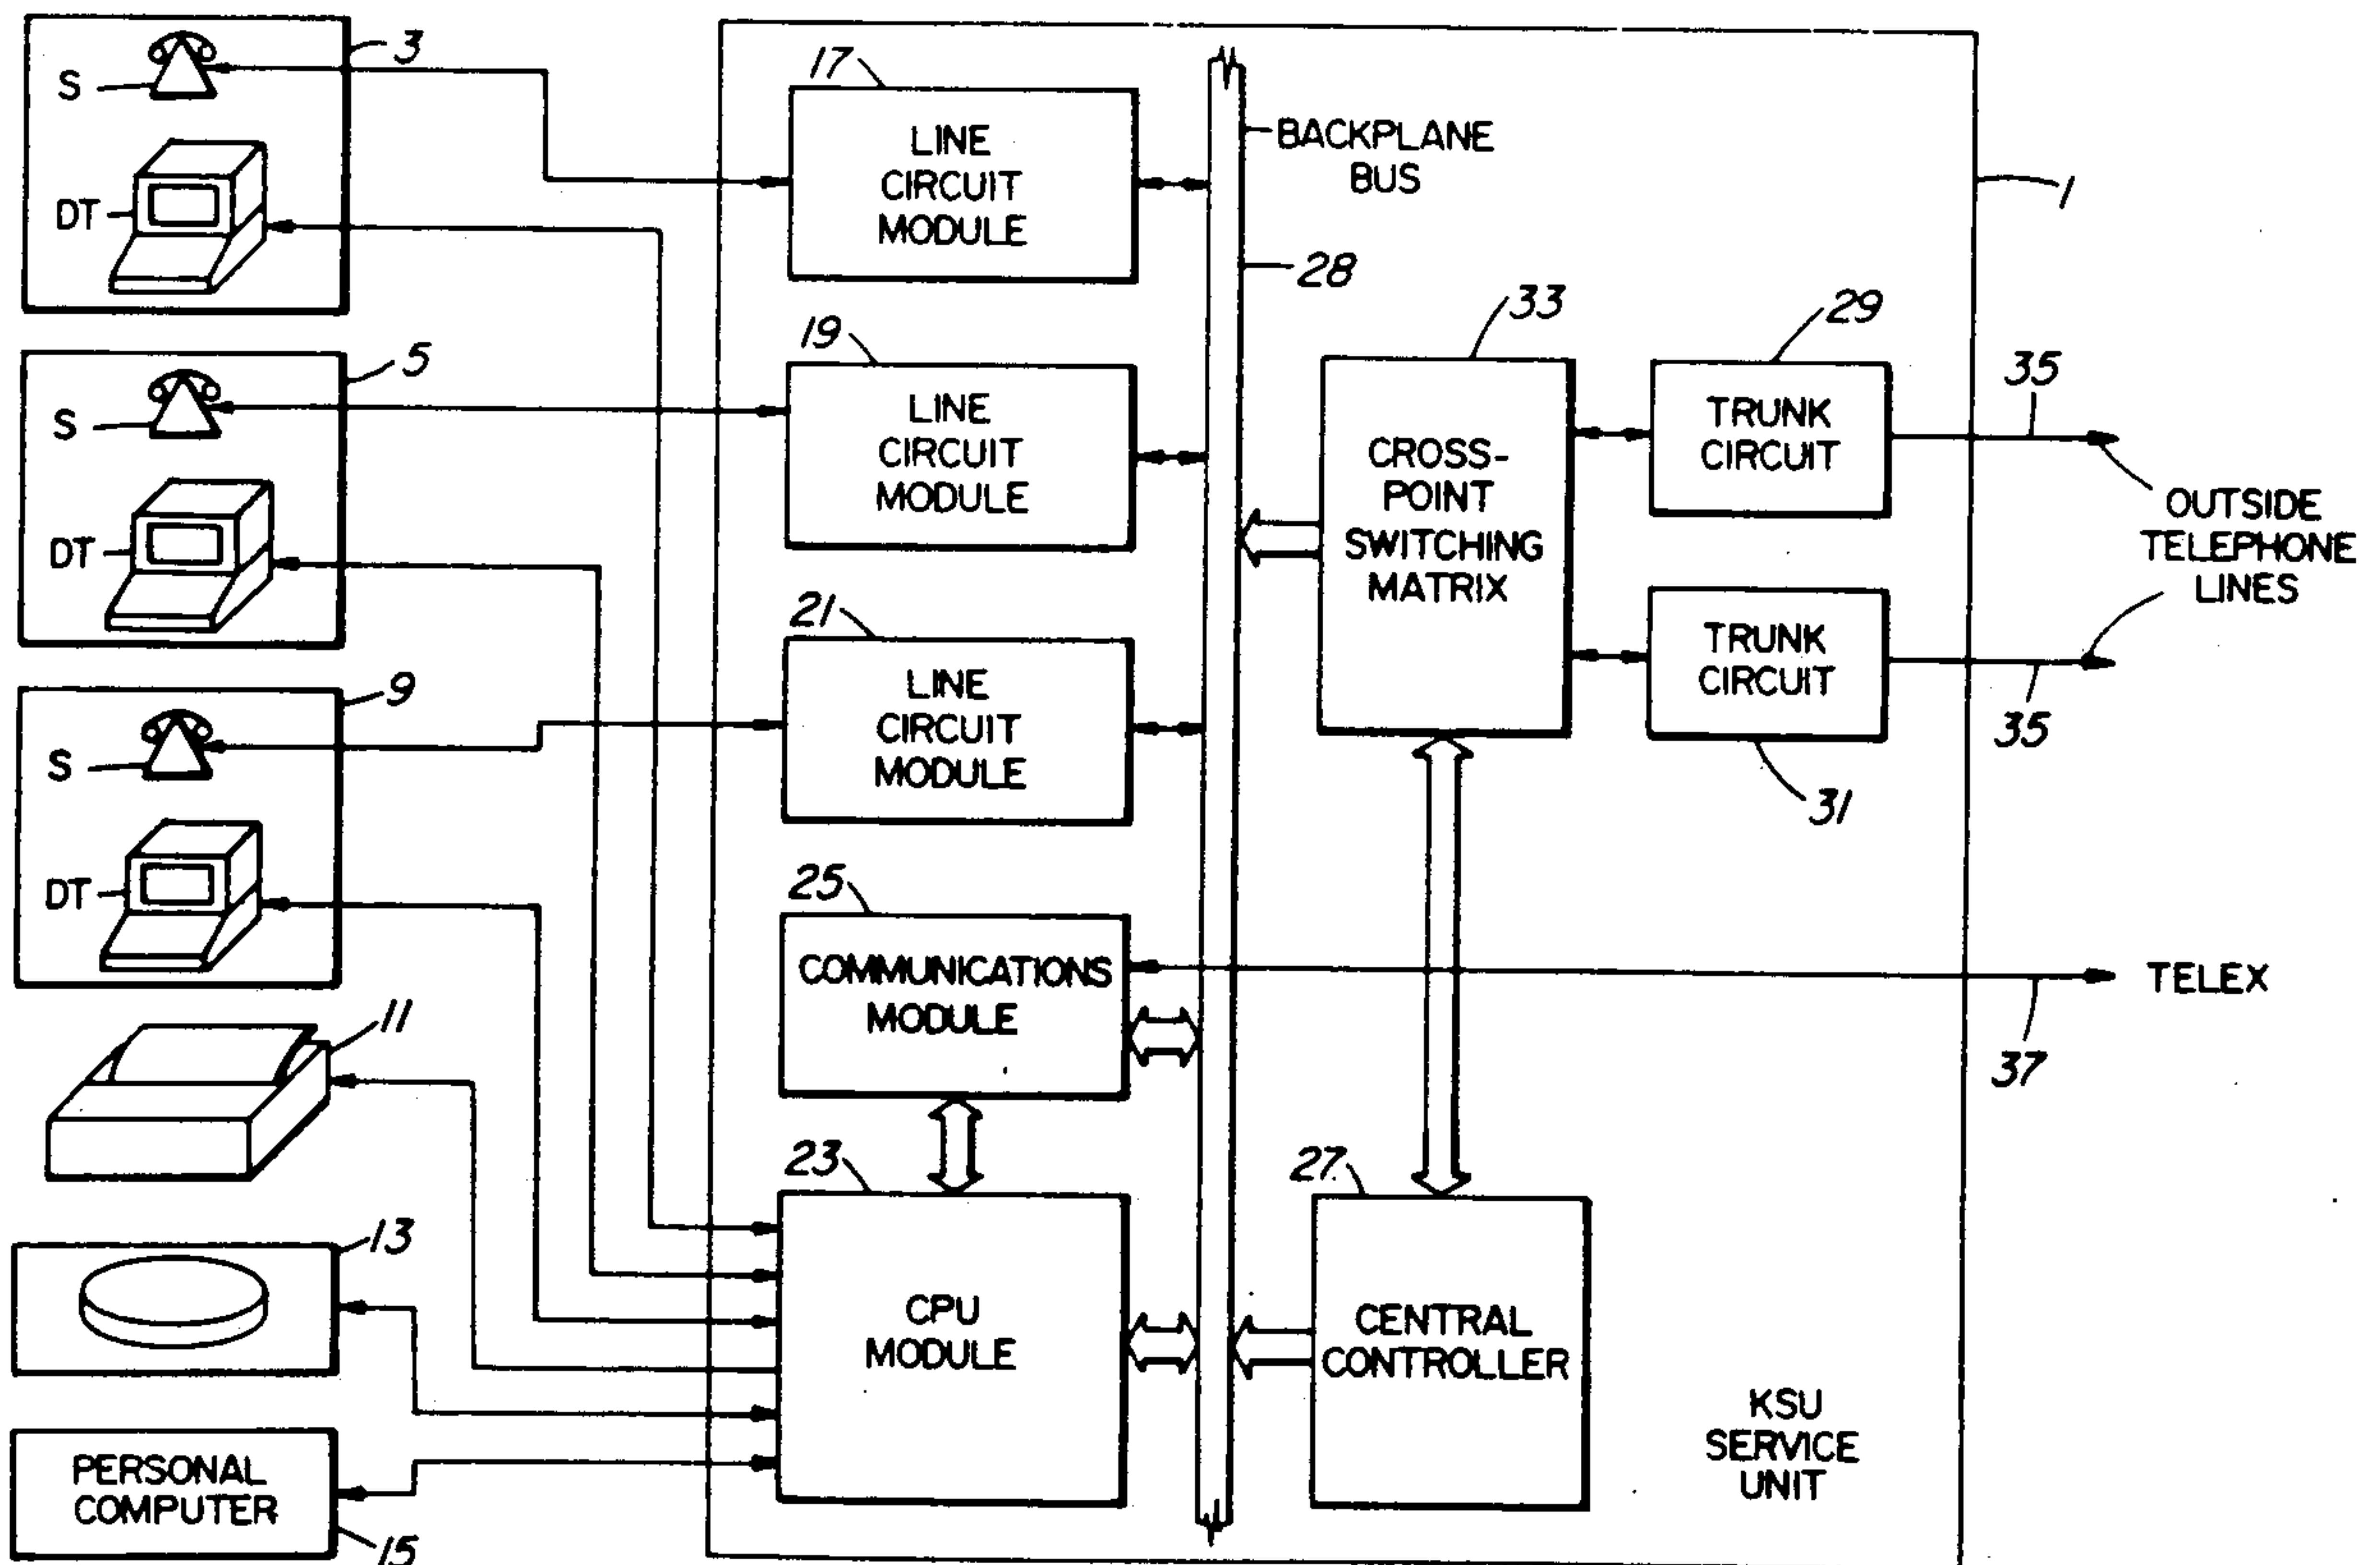 3
S
DT
5
S
DT
9
S
DT
11
13
PERSONAL
COMPUTER
15
17
LINE
CIRCUIT
MODULE
19
LINE
CIRCUIT
MODULE
21
LINE
CIRCUIT
MODULE
25
COMMUNICATIONS
MODULE
23
CPU
MODULE
BACKPLANE
BUS
28
33
CROSS-
POINT
SWITCHING
MATRIX
27
CENTRAL
CONTROLLER
29
TRUNK
CIRCUIT
TRUNK
CIRCUIT
31
1
35
OUTSIDE
TELEPHONE
LINES
35
TELEX
37
KSU
SERVICE
UNIT